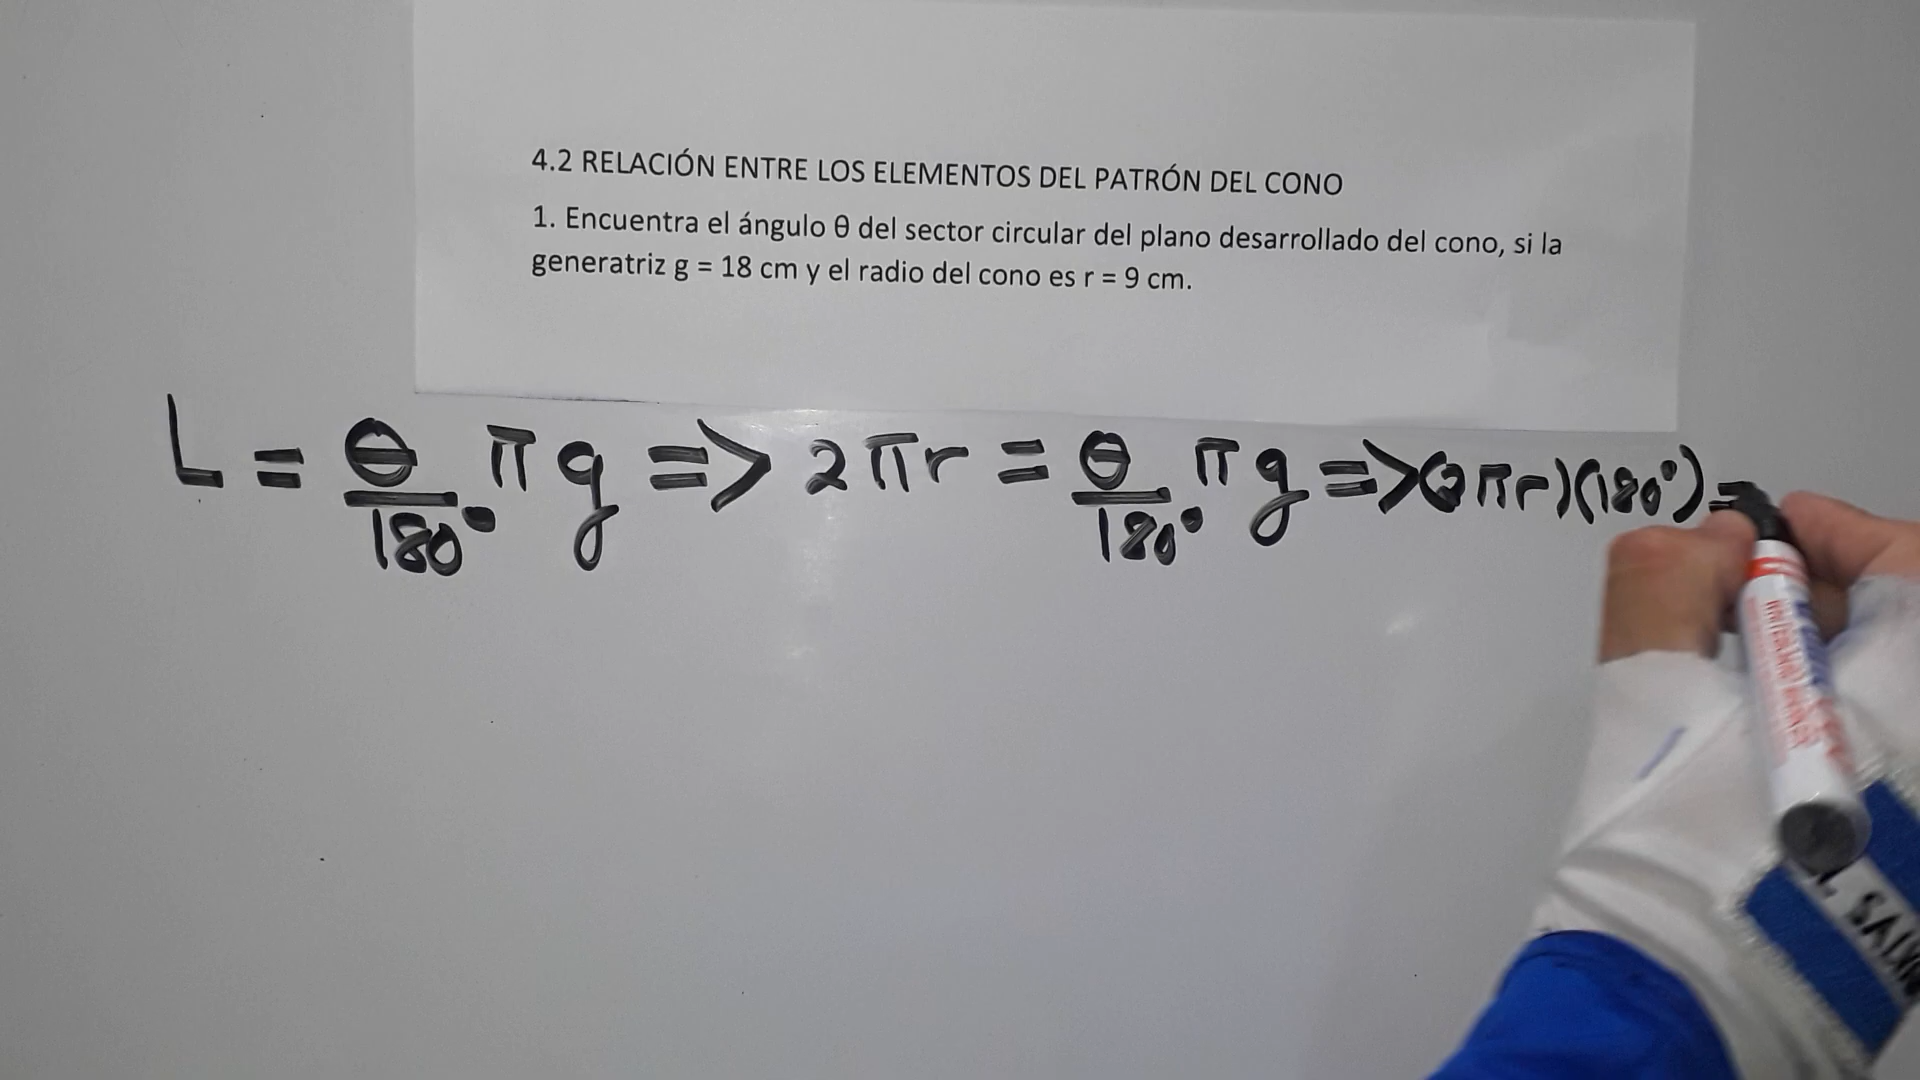 4.2 RELACIÓN ENTRE LOS ELEMENTOS DEL PATRÓN DEL CONO
1. Encuentra el ángulo θ del sector circular del plano desarrollado del cono, si la
generatriz g = 18 cm y el radio del cono es r = 9 cm.
L = θ/180° π g => 2πr = θ/180° π g => (2πr)(180°) =